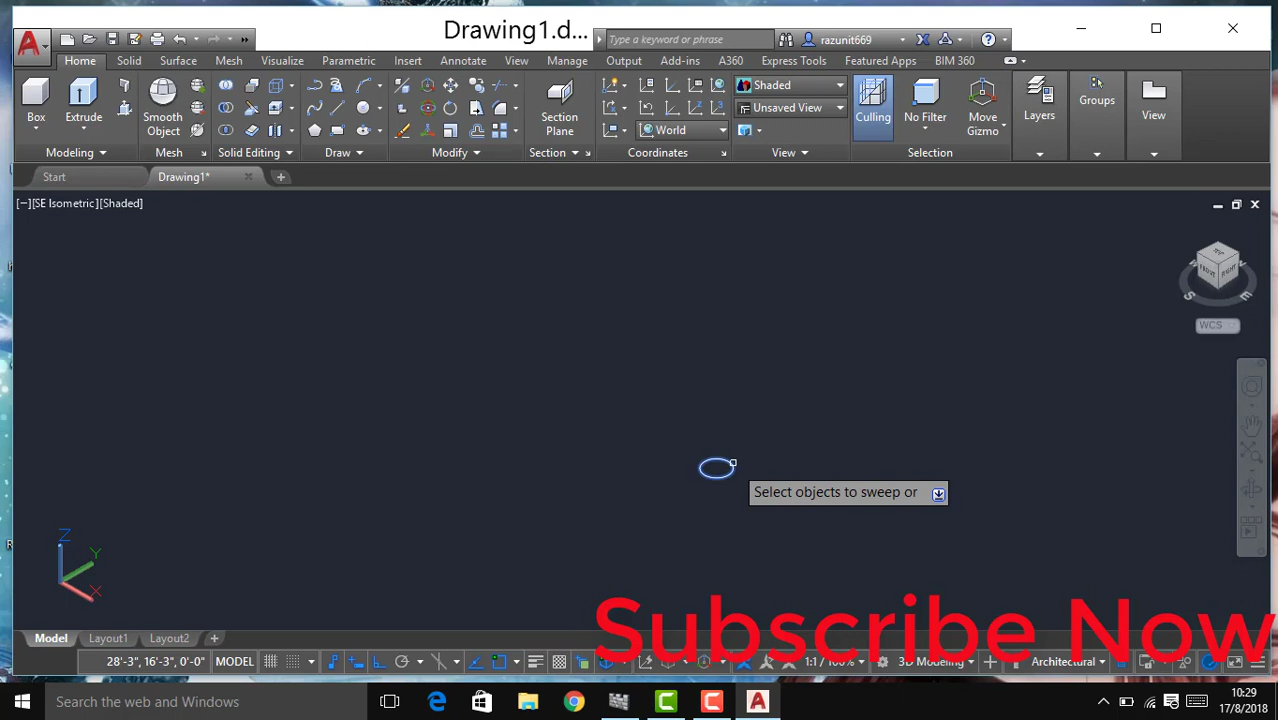 Drawing1.d...
Type a keyword or phrase
razunit669
Home Solid Surface Mesh Visualize Parametric Insert Annotate View Manage Output Add-ins A360 Express Tools Featured Apps BIM 360
Box
Extrude
Smooth Object
Section Plane
World
Shaded
Unsaved View
Culling
No Filter
Move Gizmo
Layers
Groups
View
Modeling Mesh Solid Editing Draw Modify Section Coordinates View Selection
Start Drawing1*
[−][SE Isometric][Shaded]
FRONT RIGHT
S E
WCS
Select objects to sweep or
Z
Y
X
Subscribe Now
Model Layout1 Layout2
28'-3", 16'-3", 0'-0" MODEL 1:1 / 100% 3D Modeling Architectural
Search the web and Windows
10:29
17/8/2018